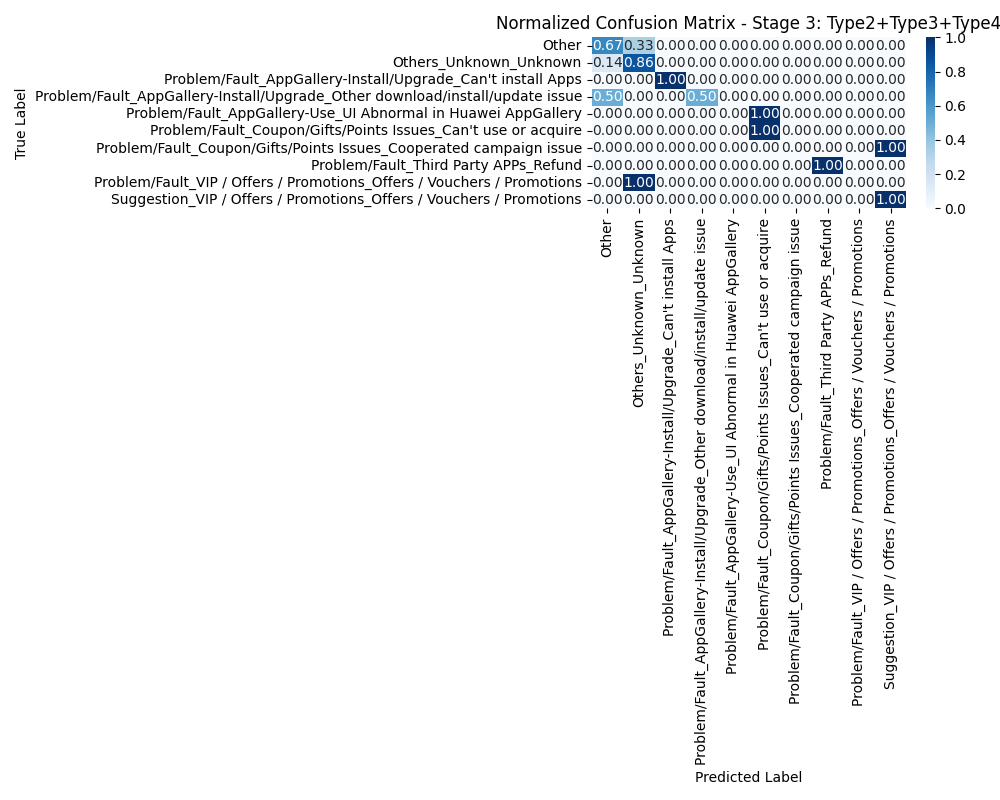 Normalized Confusion Matrix - Stage 3: Type2+Type3+Type4
True Label
Other 0.67 0.33 0.00 0.00 0.00 0.00 0.00 0.00 0.00 0.00
Others_Unknown_Unknown 0.14 0.86 0.00 0.00 0.00 0.00 0.00 0.00 0.00 0.00
Problem/Fault_AppGallery-Install/Upgrade_Can't install Apps 0.00 0.00 1.00 0.00 0.00 0.00 0.00 0.00 0.00 0.00
Problem/Fault_AppGallery-Install/Upgrade_Other download/install/update issue 0.50 0.00 0.00 0.50 0.00 0.00 0.00 0.00 0.00 0.00
Problem/Fault_AppGallery-Use_UI Abnormal in Huawei AppGallery 0.00 0.00 0.00 0.00 0.00 1.00 0.00 0.00 0.00 0.00
Problem/Fault_Coupon/Gifts/Points Issues_Can't use or acquire 0.00 0.00 0.00 0.00 0.00 1.00 0.00 0.00 0.00 0.00
Problem/Fault_Coupon/Gifts/Points Issues_Cooperated campaign issue 0.00 0.00 0.00 0.00 0.00 0.00 0.00 0.00 0.00 1.00
Problem/Fault_Third Party APPs_Refund 0.00 0.00 0.00 0.00 0.00 0.00 0.00 1.00 0.00 0.00
Problem/Fault_VIP / Offers / Promotions_Offers / Vouchers / Promotions 0.00 1.00 0.00 0.00 0.00 0.00 0.00 0.00 0.00 0.00
Suggestion_VIP / Offers / Promotions_Offers / Vouchers / Promotions 0.00 0.00 0.00 0.00 0.00 0.00 0.00 0.00 0.00 1.00
1.0
0.8
0.6
0.4
0.2
0.0
Other
Others_Unknown_Unknown
Problem/Fault_AppGallery-Install/Upgrade_Can't install Apps
Problem/Fault_AppGallery-Install/Upgrade_Other download/install/update issue
Problem/Fault_AppGallery-Use_UI Abnormal in Huawei AppGallery
Problem/Fault_Coupon/Gifts/Points Issues_Can't use or acquire
Problem/Fault_Coupon/Gifts/Points Issues_Cooperated campaign issue
Problem/Fault_Third Party APPs_Refund
Problem/Fault_VIP / Offers / Promotions_Offers / Vouchers / Promotions
Suggestion_VIP / Offers / Promotions_Offers / Vouchers / Promotions
Predicted Label